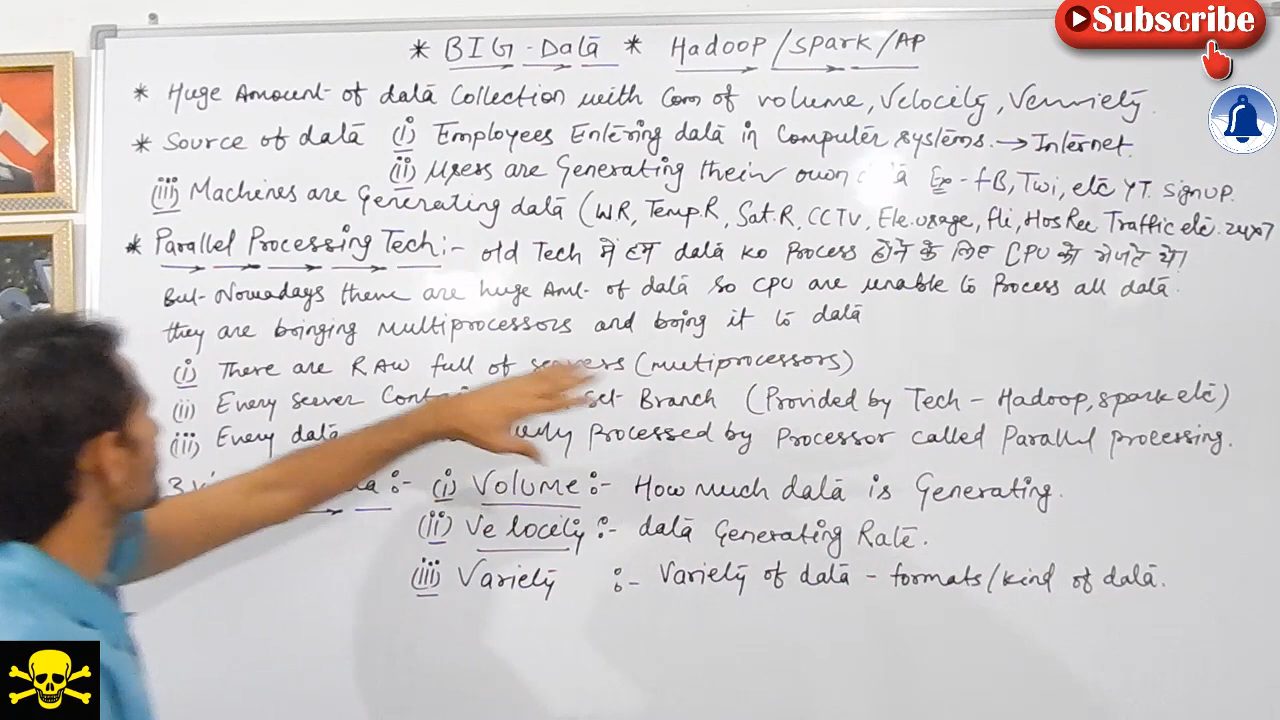 Subscribe
* BIG-Data * Hadoop/Spark/AP
* Huge Amount of data Collection with Com of volume, Velocity, Verriety.
* Source of data (i) Employees Entering data in Computer systems. → Internet.
(ii) Users are Generating their own Ex - fB, Twi, etc YT. SignUP.
(iii) Machines are Generating data (WR, Temp.R, Sat.R, CCTV, Ele.usage, fli, Hos Rec Traffic etc. 24x7
* Parallel Processing Tech :- old Tech में हम data ko Process होने के लिए CPU को भेजते थे।
But Nowadays there are huge Amt of data so CPU are unable to Process all data.
they are bringing multiprocessors and bring it to data
(i) There are RAW full of servers (multiprocessors)
(ii) Every server Set Branch (Provided by Tech - Hadoop, spark etc)
(iii) Every data Processed by Processor called Parallel processing.
(i) Volume :- How much data is Generating.
(ii) Velocity :- data Generating Rate.
(iii) Variety :- Variety of data - formats/kind of data.